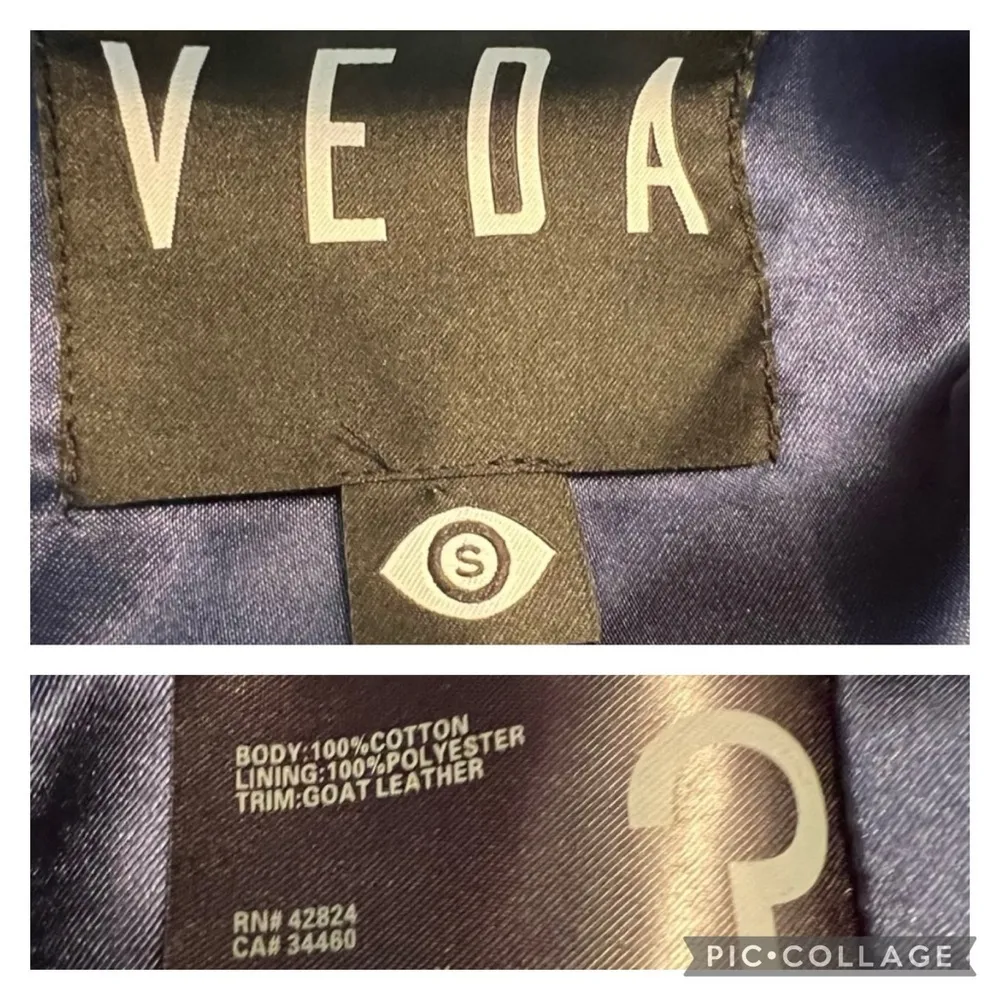 VEDA
S
BODY:100%COTTON
LINING:100%POLYESTER
TRIM:GOAT LEATHER
RN# 42824
CA# 34460
PIC•COLLAGE